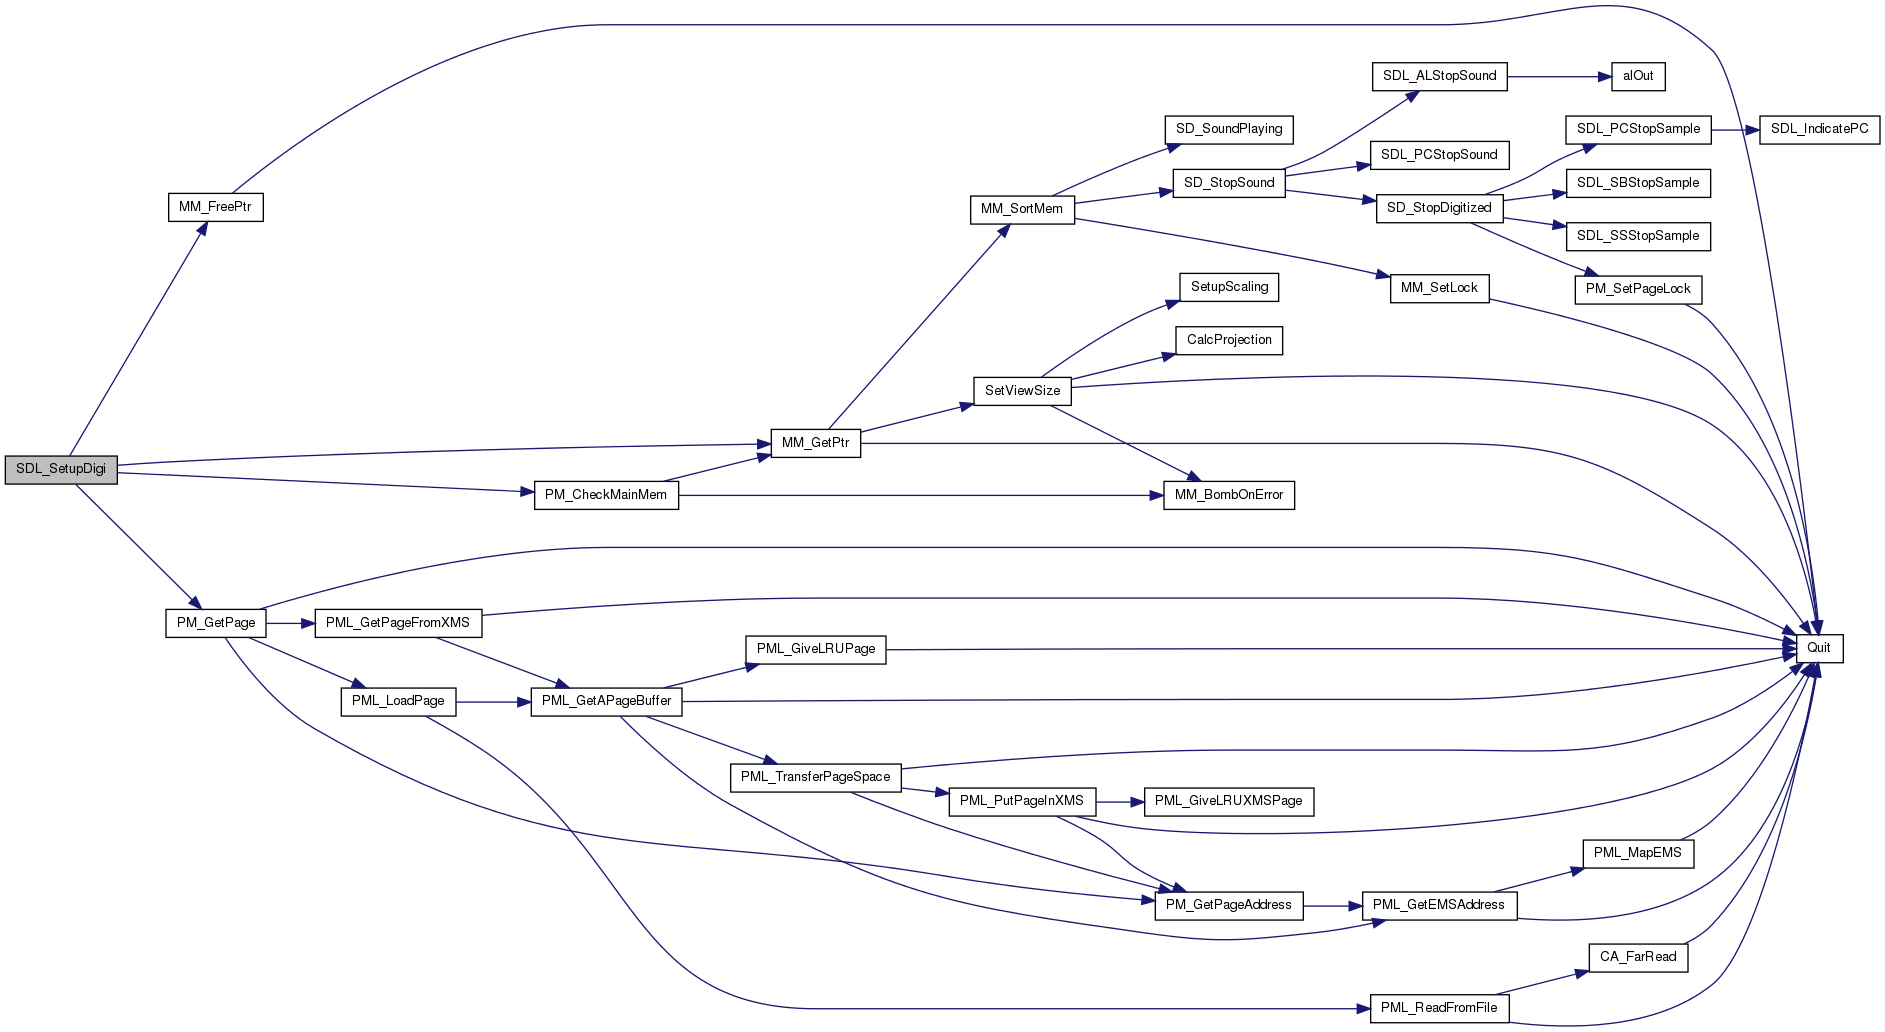 SDL_ALStopSound
alOut
SD_SoundPlaying
SDL_PCStopSample
SDL_IndicatePC
SDL_PCStopSound
SD_StopSound
SDL_SBStopSample
MM_FreePtr
MM_SortMem
SD_StopDigitized
SDL_SSStopSample
SetupScaling
MM_SetLock
PM_SetPageLock
CalcProjection
SetViewSize
MM_GetPtr
SDL_SetupDigi
PM_CheckMainMem
MM_BombOnError
PM_GetPage
PML_GetPageFromXMS
PML_GiveLRUPage
Quit
PML_LoadPage
PML_GetAPageBuffer
PML_TransferPageSpace
PML_PutPageInXMS
PML_GiveLRUXMSPage
PML_MapEMS
PM_GetPageAddress
PML_GetEMSAddress
CA_FarRead
PML_ReadFromFile